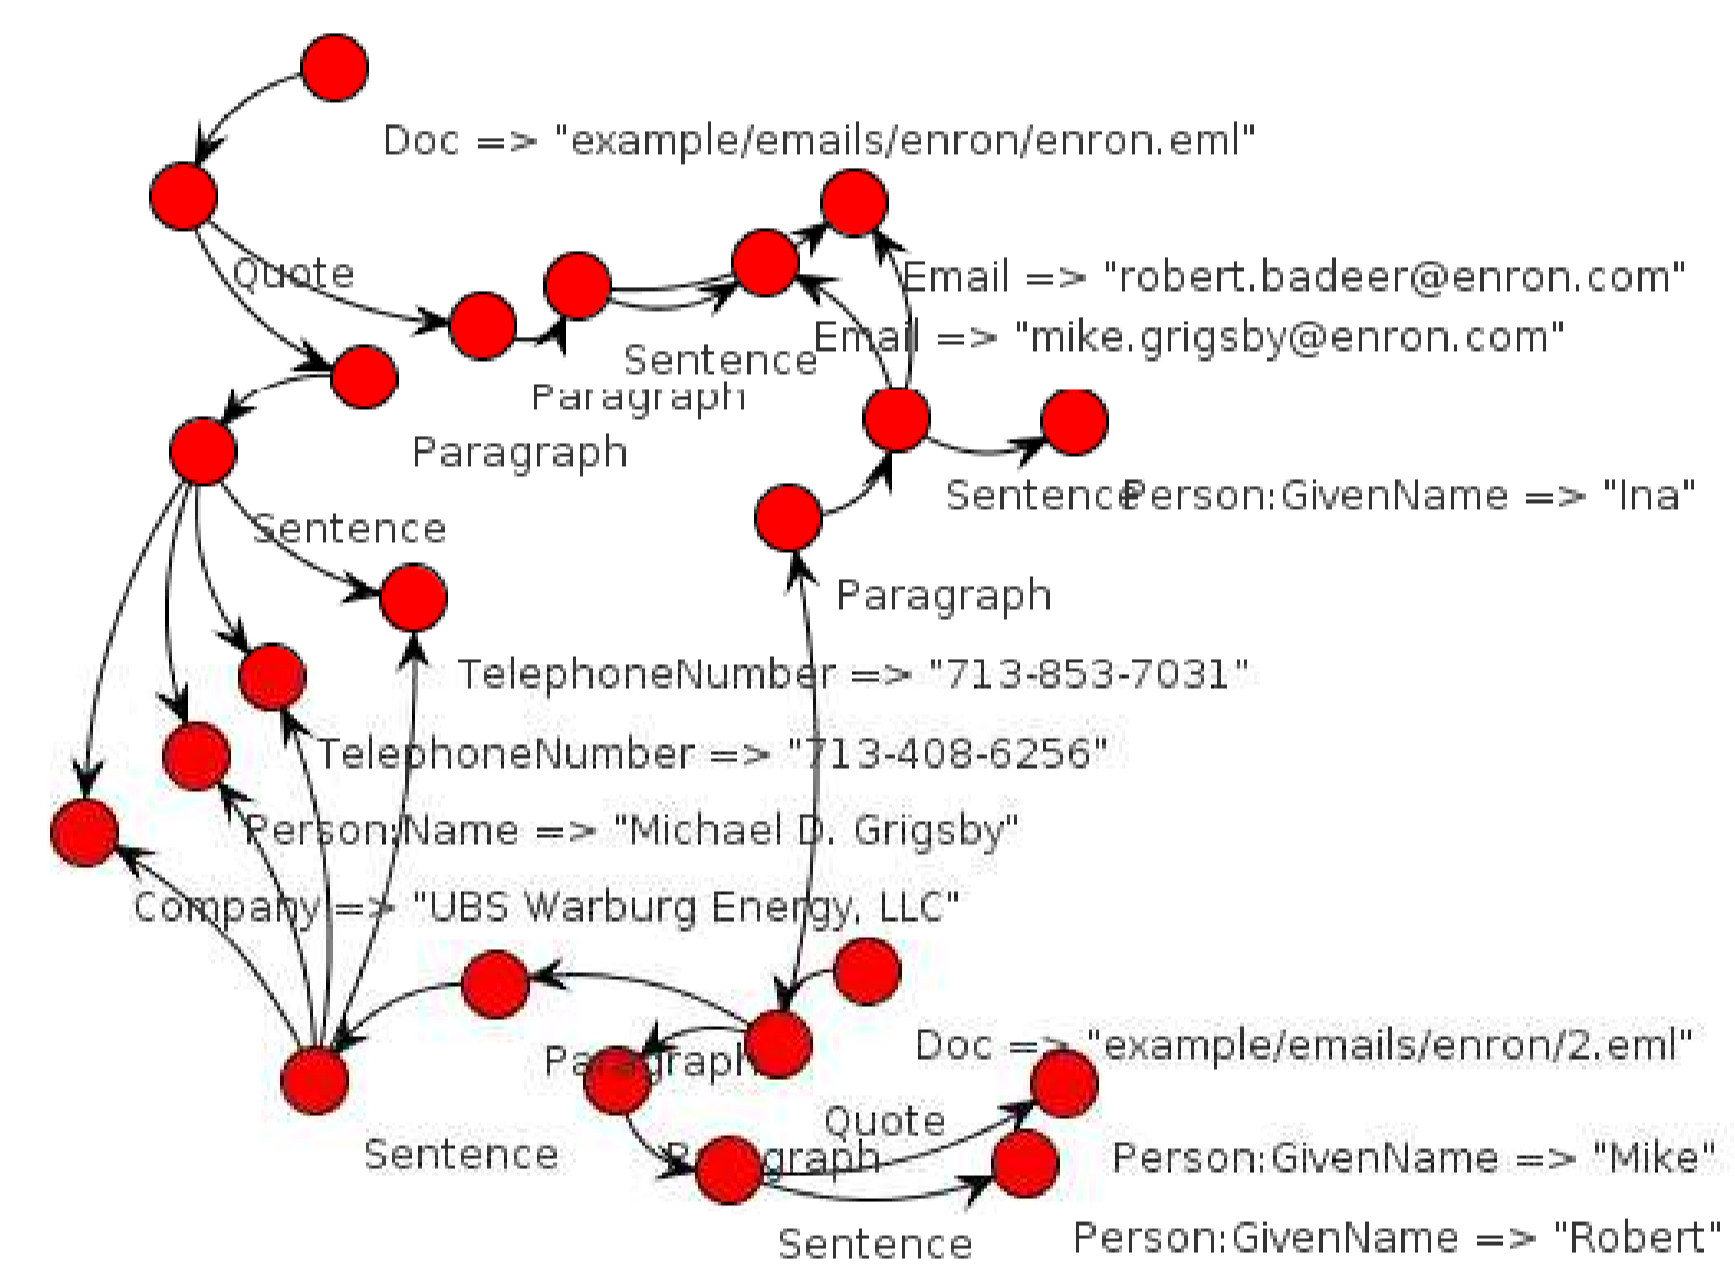 Doc => "example/emails/enron/enron.eml"
Quote
Email => "robert.badeer@enron.com"
Email => "mike.grigsby@enron.com"
Sentence
Paragraph
Paragraph
Sentence
Person:GivenName => "Ina"
Sentence
Paragraph
TelephoneNumber => "713-853-7031"
TelephoneNumber => "713-408-6256"
Person:Name => "Michael D. Grigsby"
Company => "UBS Warburg Energy, LLC"
Doc => "example/emails/enron/2.eml"
Paragraph
Quote
Sentence
Paragraph
Person:GivenName => "Mike"
Sentence
Person:GivenName => "Robert"